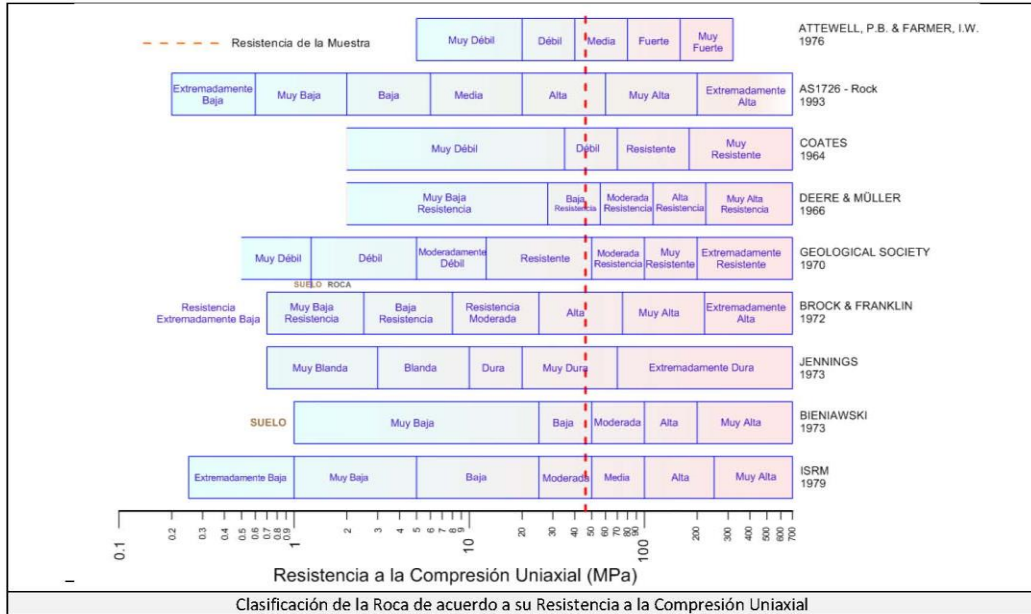 Resistencia de la Muestra
Muy Débil Débil Media Fuerte Muy
Fuerte
ATTEWELL, P.B. & FARMER, I.W.
1976
Extremadamente
Baja
Muy Baja Baja Media Alta Muy Alta Extremadamente
Alta
AS1726 - Rock
1993
Muy Débil Débil Resistente Muy
Resistente
COATES
1964
Muy Baja
Resistencia
Baja
Resistencia
Moderada
Resistencia
Alta
Resistencia
Muy Alta
Resistencia
DEERE & MÜLLER
1966
Muy Débil Débil Moderadamente
Débil
Resistente Moderada
Resistencia
Muy
Resistente
Extremadamente
Resistente
GEOLOGICAL SOCIETY
1970
SUELO ROCA
Resistencia
Extremadamente Baja
Muy Baja
Resistencia
Baja
Resistencia
Resistencia
Moderada
Alta Muy Alta Extremadamente
Alta
BROCK & FRANKLIN
1972
Muy Blanda Blanda Dura Muy Dura Extremadamente Dura
JENNINGS
1973
SUELO
Muy Baja Baja Moderada Alta Muy Alta
BIENIAWSKI
1973
Extremadamente Baja Muy Baja Baja Moderada Media Alta Muy Alta
ISRM
1979
0.1 0.2 0.3 0.4 0.5 0.6 0.7 0.8 0.9 1 2 3 4 5 6 7 8 9 10 20 30 40 50 60 70 80 90 100 200 300 400 500 600 700
Resistencia a la Compresión Uniaxial (MPa)
Clasificación de la Roca de acuerdo a su Resistencia a la Compresión Uniaxial